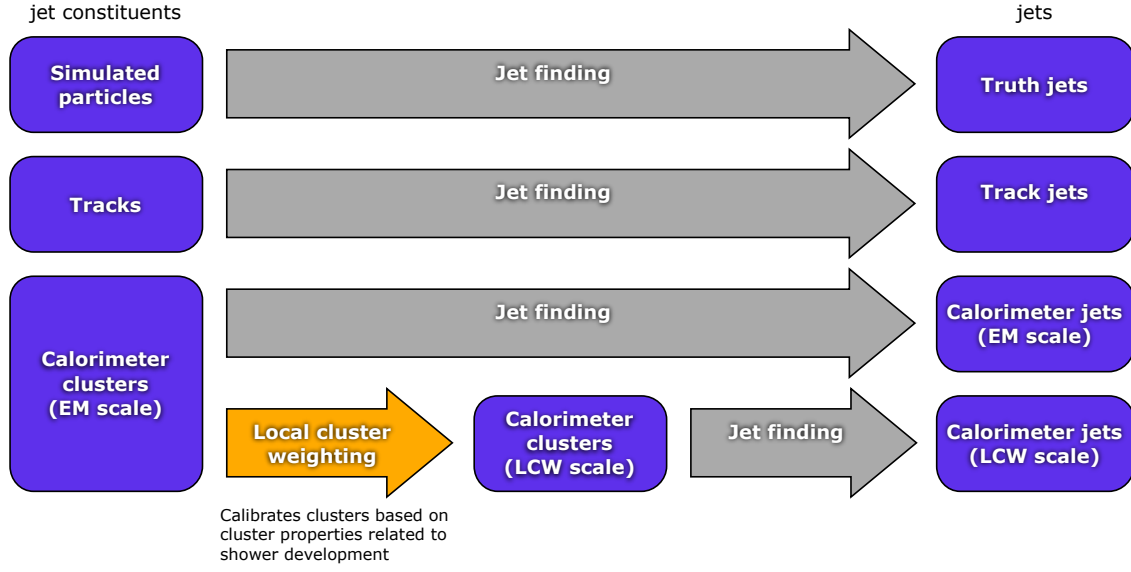 jet constituents
jets
Simulated
particles
Jet finding
Truth jets
Tracks
Jet finding
Track jets
Calorimeter
clusters
(EM scale)
Jet finding
Calorimeter jets
(EM scale)
Local cluster
weighting
Calorimeter
clusters
(LCW scale)
Jet finding
Calorimeter jets
(LCW scale)
Calibrates clusters based on
cluster properties related to
shower development